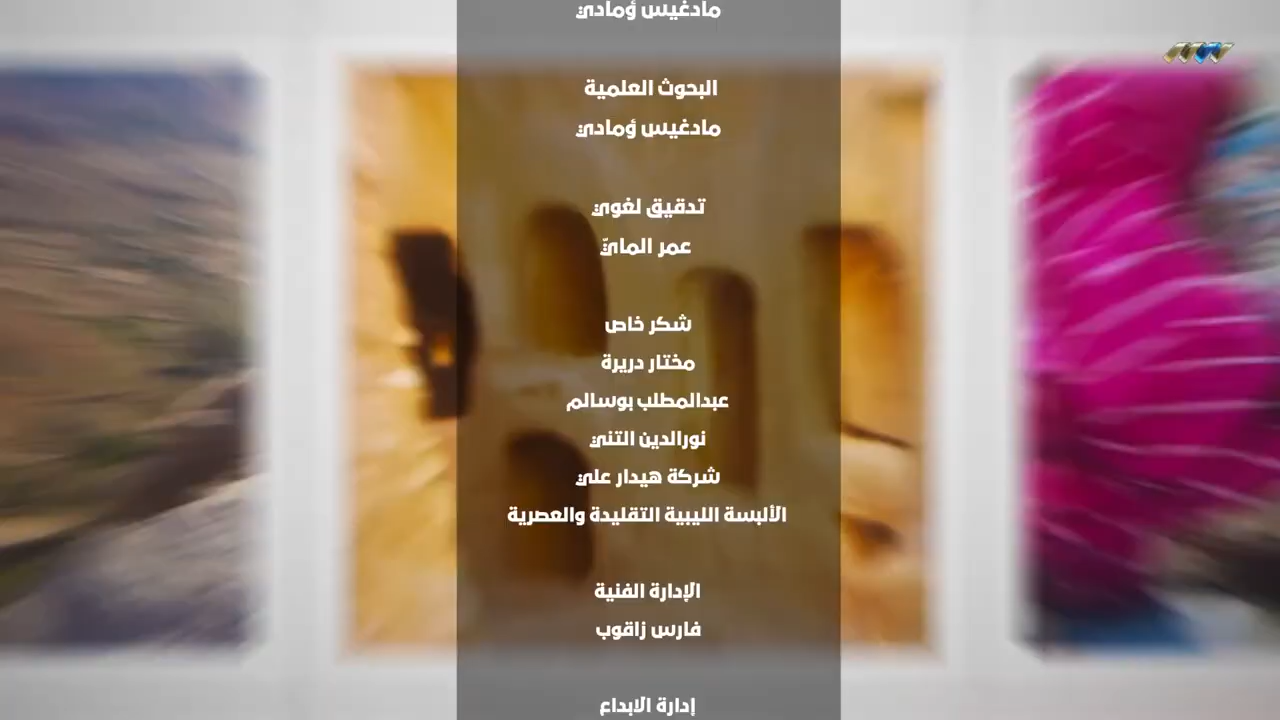 مادغيس ؤمادي
البحوث العلمية
مادغيس ؤمادي
تدقيق لغوي
عمر المايّ
شكر خاص
مختار دريرة
عبدالمطلب بوسالم
نورالدين التني
شركة هيدار علي
الألبسة الليبية التقليدة والعصرية
الإدارة الفنية
فارس زاقوب
إدارة الابداع